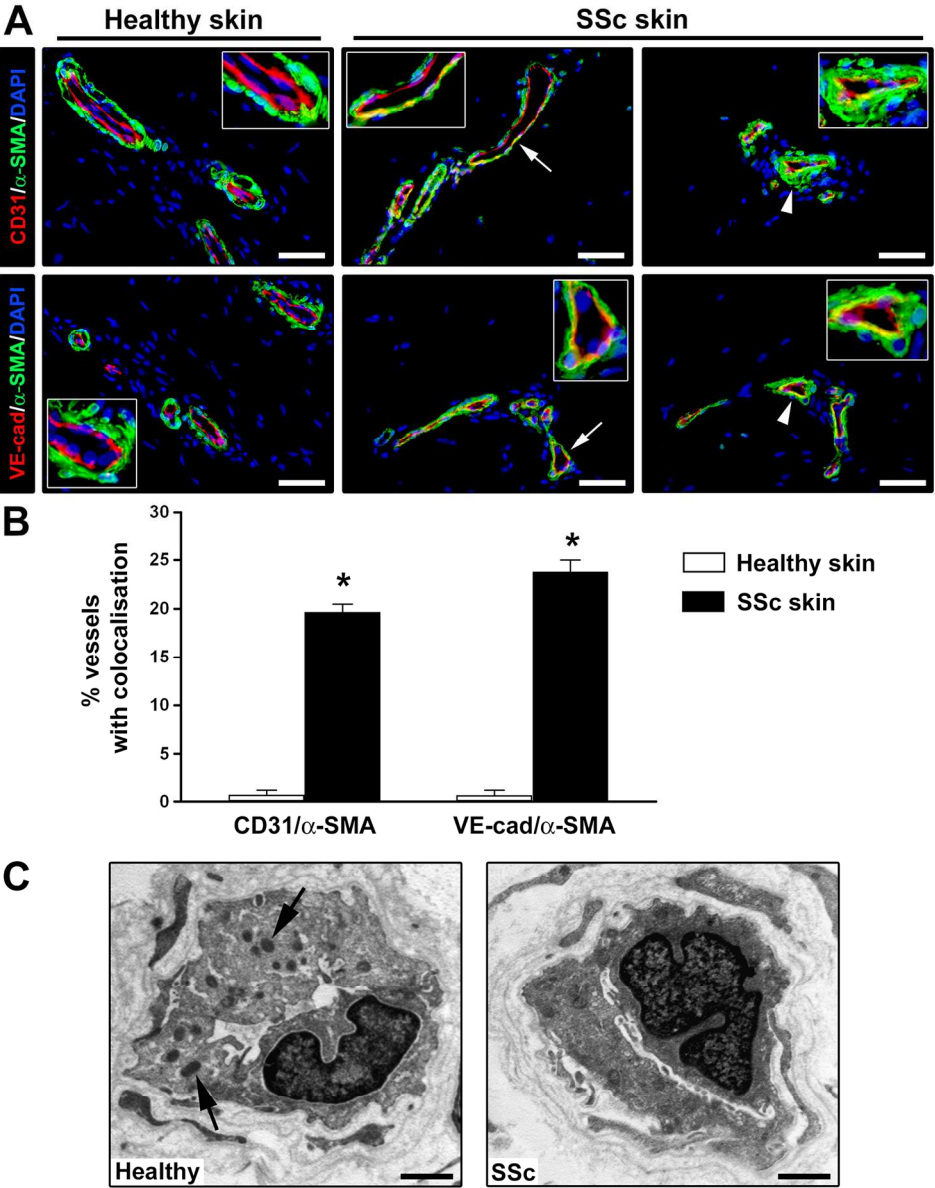 A
Healthy skin
SSc skin
CD31/α-SMA/DAPI
VE-cad/α-SMA/DAPI
B
% vessels
with colocalisation
30
25
20
15
10
5
0
*
*
CD31/α-SMA
VE-cad/α-SMA
Healthy skin
SSc skin
C
Healthy
SSc